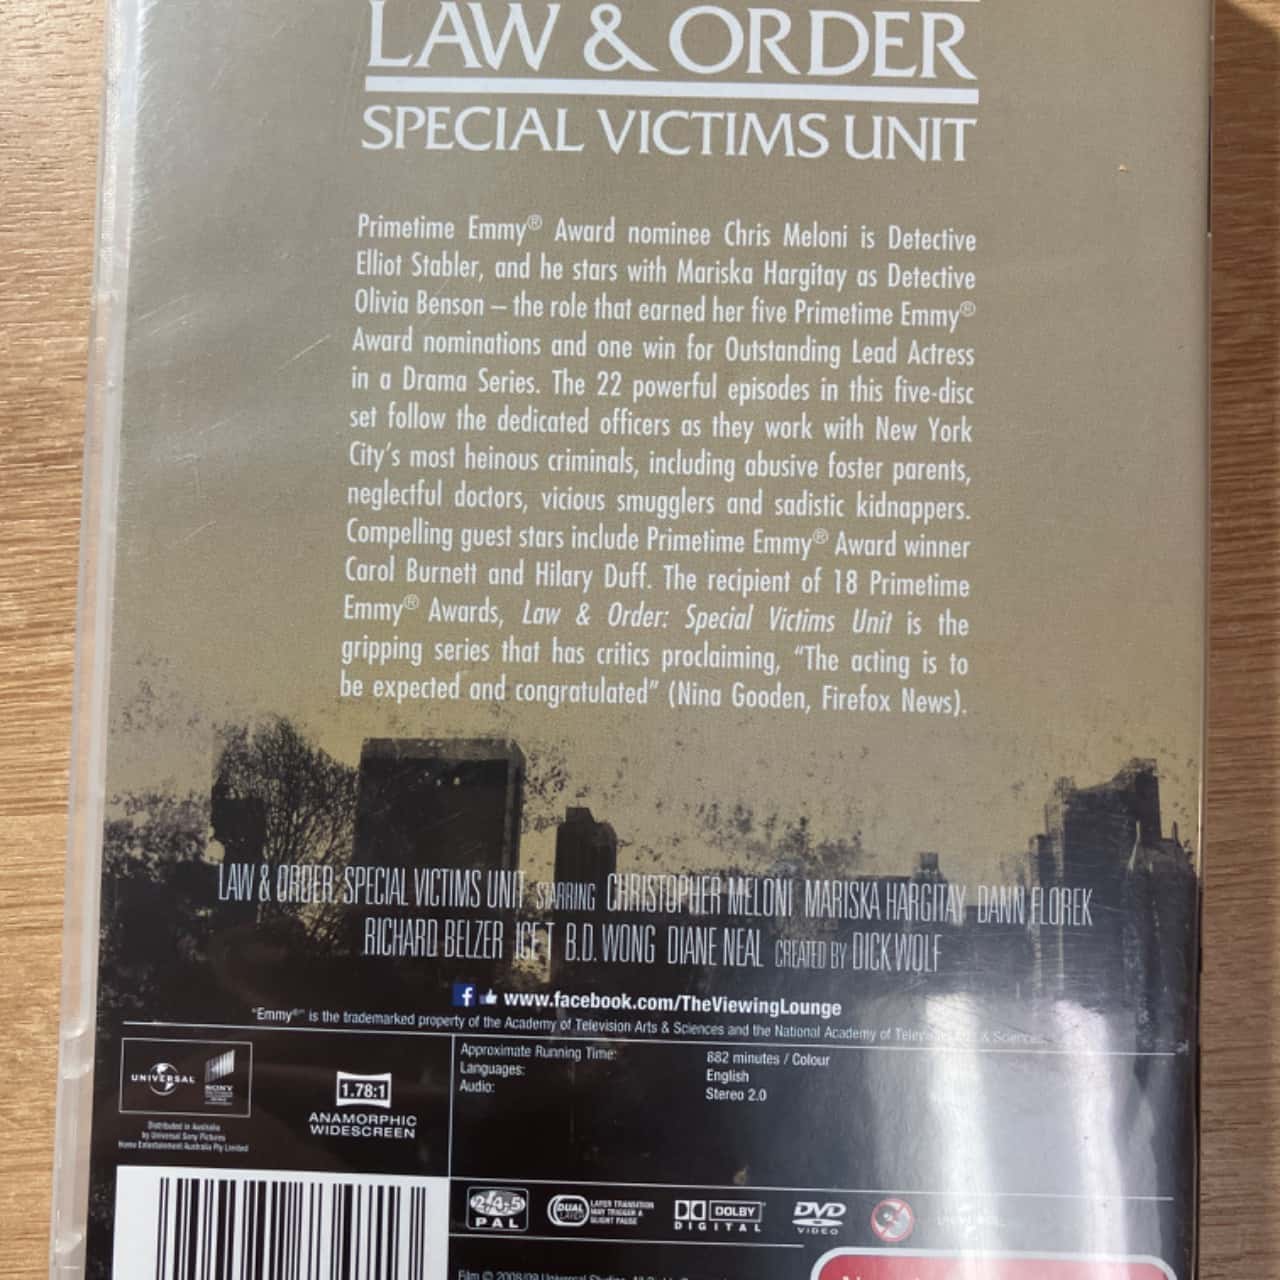 LAW & ORDER
SPECIAL VICTIMS UNIT
Primetime Emmy® Award nominee Chris Meloni is Detective
Elliot Stabler, and he stars with Mariska Hargitay as Detective
Olivia Benson – the role that earned her five Primetime Emmy®
Award nominations and one win for Outstanding Lead Actress
in a Drama Series. The 22 powerful episodes in this five-disc
set follow the dedicated officers as they work with New York
City's most heinous criminals, including abusive foster parents,
neglectful doctors, vicious smugglers and sadistic kidnappers.
Compelling guest stars include Primetime Emmy® Award winner
Carol Burnett and Hilary Duff. The recipient of 18 Primetime
Emmy® Awards, Law & Order: Special Victims Unit is the
gripping series that has critics proclaiming, “The acting is to
be expected and congratulated” (Nina Gooden, Firefox News).
LAW & ORDER: SPECIAL VICTIMS UNIT STARRING CHRISTOPHER MELONI MARISKA HARGITAY DANN FLOREK
RICHARD BELZER ICE T B.D. WONG DIANE NEAL CREATED BY DICK WOLF
f www.facebook.com/TheViewingLounge
"Emmy®" is the trademarked property of the Academy of Television Arts & Sciences and the National Academy of Television Arts & Sciences.
UNIVERSAL
SONY
Distributed in Australia
by Universal Sony Pictures
Home Entertainment Australia Pty Limited
1.78:1
ANAMORPHIC
WIDESCREEN
Approximate Running Time: 882 minutes / Colour
Languages: English
Audio: Stereo 2.0
2/4/5
PAL
DUAL LAYER
LAYER TRANSITION
MAY TRIGGER A
SLIGHT PAUSE
DOLBY
DIGITAL
DVD
VIDEO
Film © 2008/09 Universal Studios. All Rights